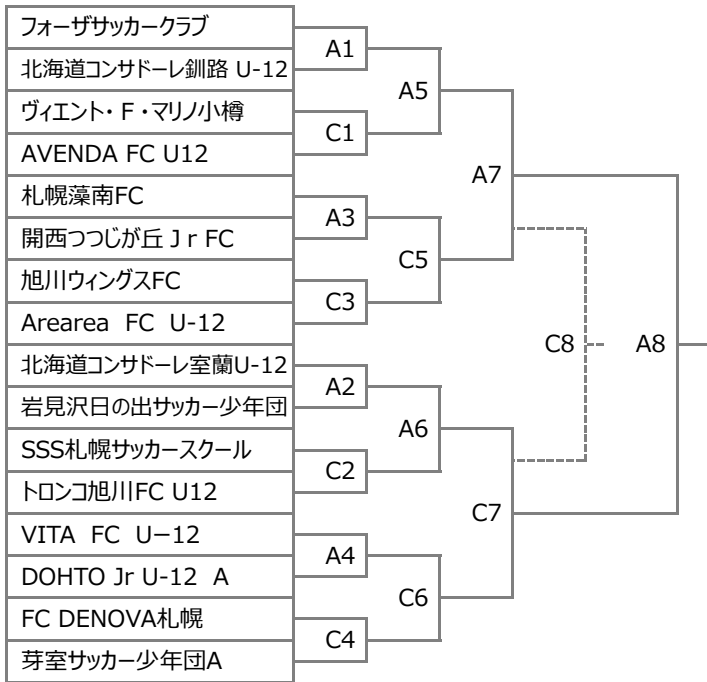 フォーザサッカークラブ
A1
北海道コンサドーレ釧路 U-12
A5
ヴィエント・F・マリノ小樽
C1
AVENDA FC U12
A7
札幌藻南FC
A3
開西つつじが丘Jr FC
C5
旭川ウィングスFC
C3
Arearea FC U-12
C8
A8
北海道コンサドーレ室蘭U-12
A2
岩見沢日の出サッカー少年団
A6
SSS札幌サッカースクール
C2
トロンコ旭川FC U12
C7
VITA FC U−12
A4
DOHTO Jr U-12 A
C6
FC DENOVA札幌
C4
芽室サッカー少年団A